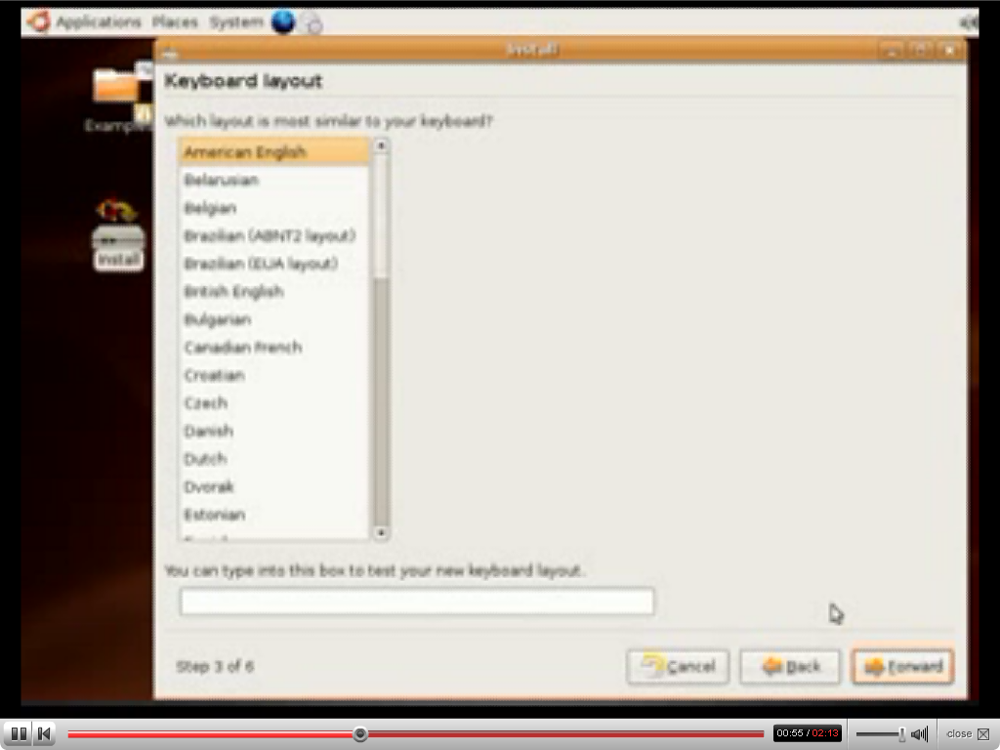 Applications Places System
Install
Keyboard layout
Which layout is most similar to your keyboard?
American English
Belarusian
Belgian
Brazilian (ABNT2 layout)
Brazilian (EUA layout)
British English
Bulgarian
Canadian French
Croatian
Czech
Danish
Dutch
Dvorak
Estonian
Examples
Install
You can type into this box to test your new keyboard layout.
Step 3 of 6
Cancel Back Forward
00:55 / 02:13
close